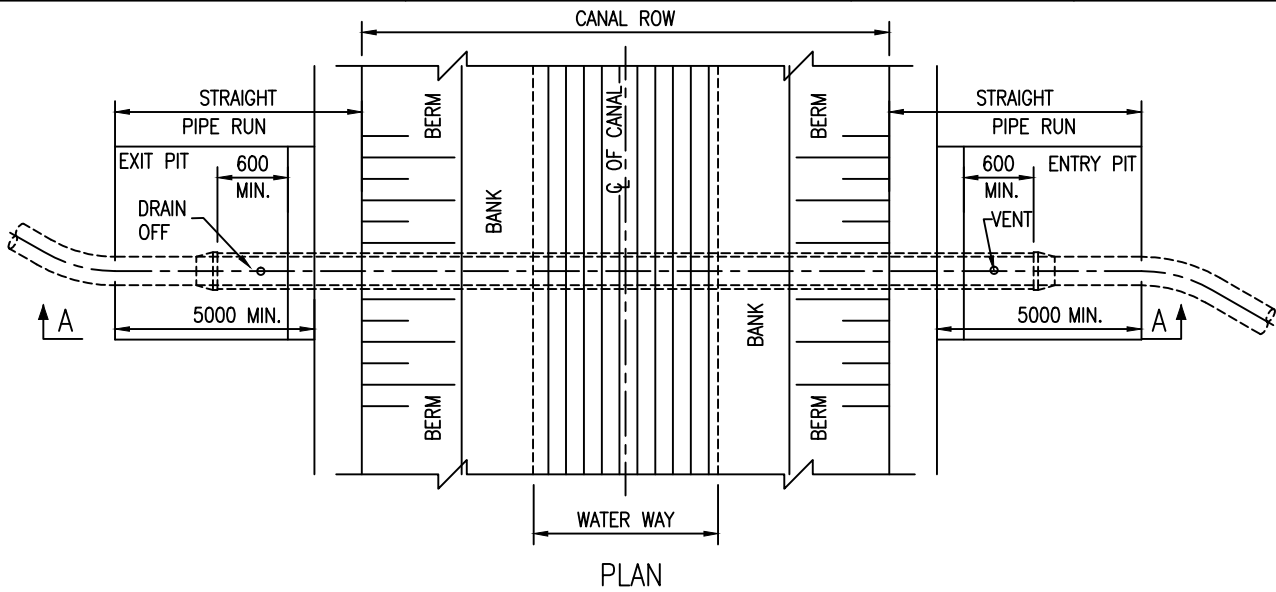 CANAL ROW
STRAIGHT
PIPE RUN
STRAIGHT
PIPE RUN
BERM
BERM
℄ OF CANAL
EXIT PIT
600
MIN.
600
MIN.
ENTRY PIT
DRAIN
OFF
BANK
VENT
A
5000 MIN.
BANK
5000 MIN.
A
BERM
BERM
WATER WAY
PLAN